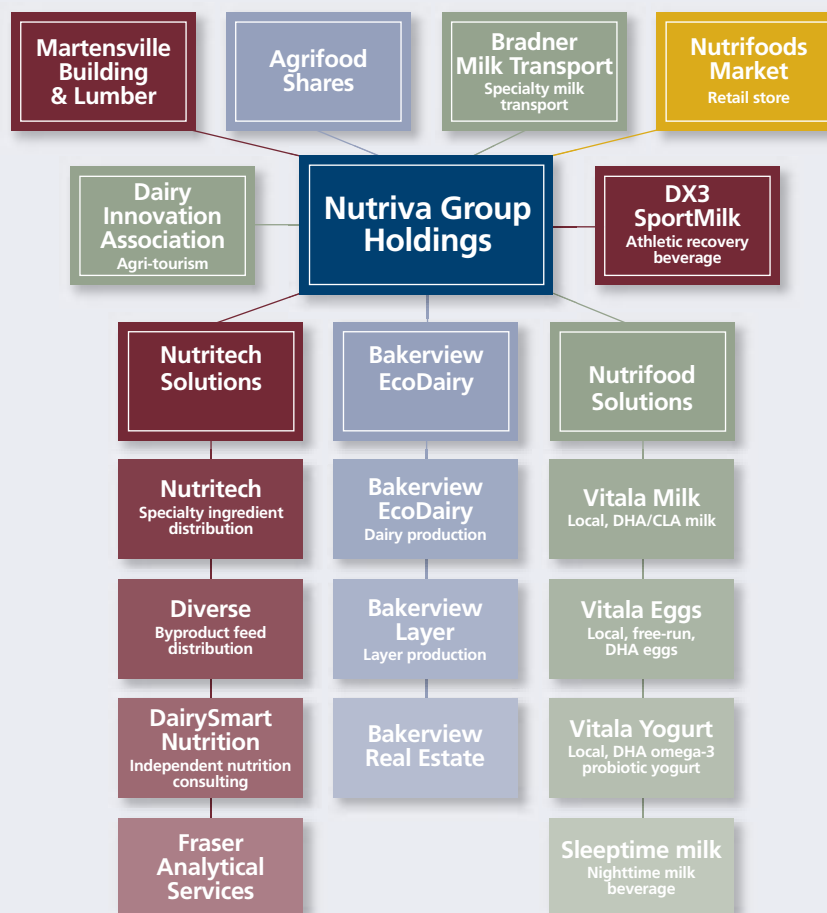 Martensville
Building
& Lumber
Agrifood
Shares
Bradner
Milk Transport
Specialty milk
transport
Nutrifoods
Market
Retail store
Dairy
Innovation
Association
Agri-tourism
Nutriva Group
Holdings
DX3
SportMilk
Athletic recovery
beverage
Nutritech
Solutions
Bakerview
EcoDairy
Nutrifood
Solutions
Nutritech
Specialty ingredient
distribution
Bakerview
EcoDairy
Dairy production
Vitala Milk
Local, DHA/CLA milk
Diverse
Byproduct feed
distribution
Bakerview
Layer
Layer production
Vitala Eggs
Local, free-run,
DHA eggs
DairySmart
Nutrition
Independent nutrition
consulting
Bakerview
Real Estate
Vitala Yogurt
Local, DHA omega-3
probiotic yogurt
Fraser
Analytical
Services
Sleeptime milk
Nighttime milk
beverage